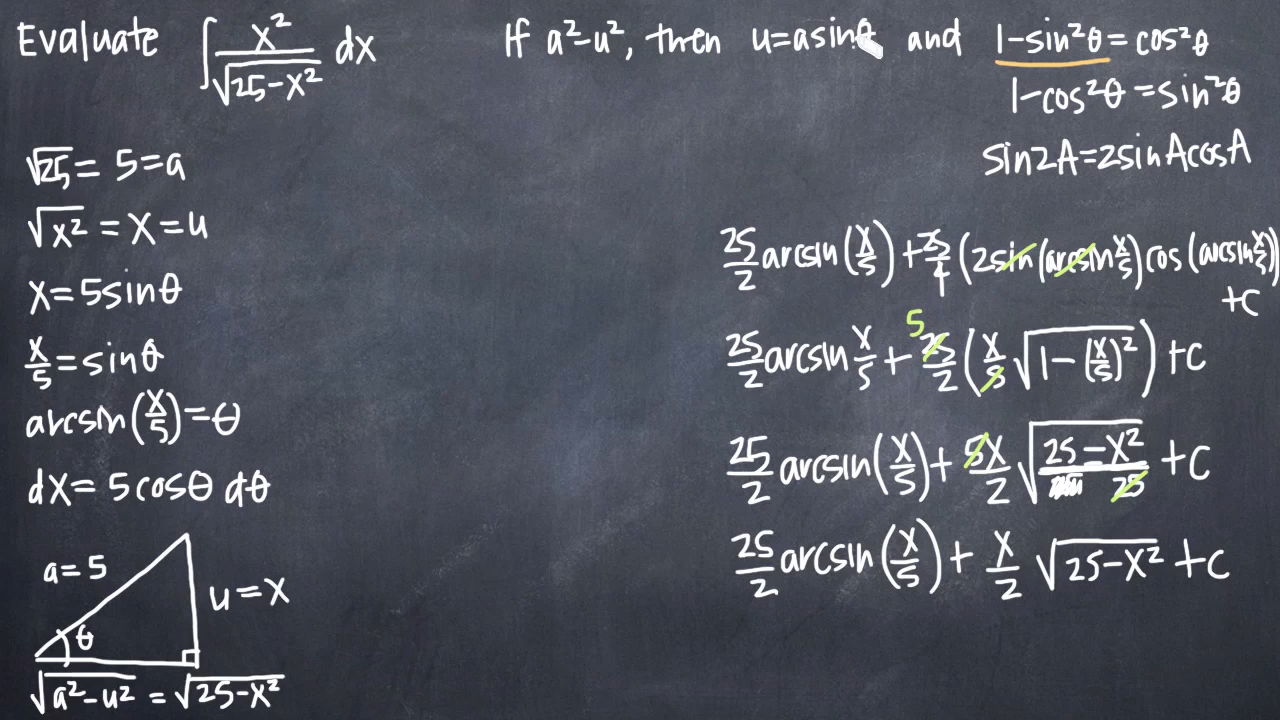 Evaluate ∫ x²/√(25-x²) dx
If a²-u², then u=asinθ and 1-sin²θ=cos²θ
1-cos²θ=sin²θ
sin2A=2sinAcosA
√25=5=a
√x²=x=u
x=5sinθ
x/5=sinθ
arcsin(x/5)=θ
dx=5cosθ dθ
a=5
u=x
θ
√(a²-u²)=√(25-x²)
25/2 arcsin(x/5)+25/4(2sin(arcsin x/5)cos(arcsin x/5))
+C
5
25/2 arcsin x/5+25/2(x/5 √(1-(x/5)²))+C
25/2 arcsin(x/5)+5x/2 √((25-x²)/25)+C
25/2 arcsin(x/5)+x/2 √(25-x²)+C